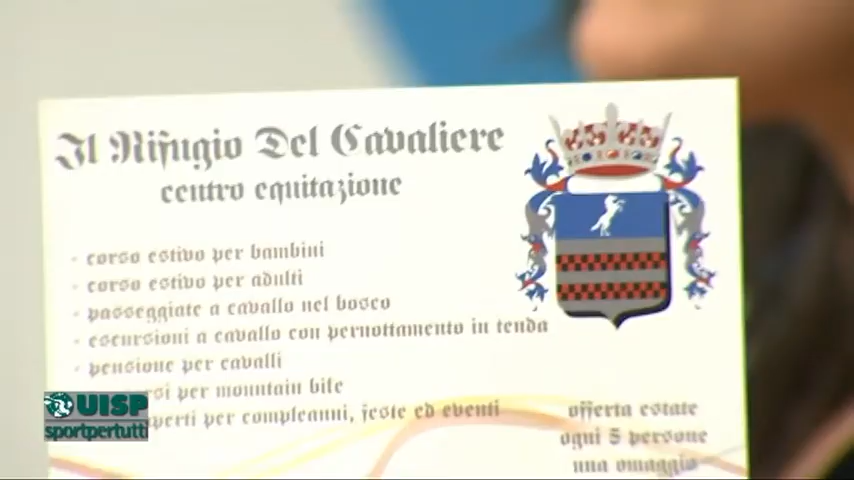 Il Rifugio Del Cavaliere
centro equitazione
- corso estivo per bambini
- corso estivo per adulti
- passeggiate a cavallo nel bosco
- escursioni a cavallo con pernottamento in tenda
- pensione per cavalli
per mountain bike
per compleanni, feste ed eventi
offerta estate
ogni 5 persone
una omaggio
UISP
sportpertutti